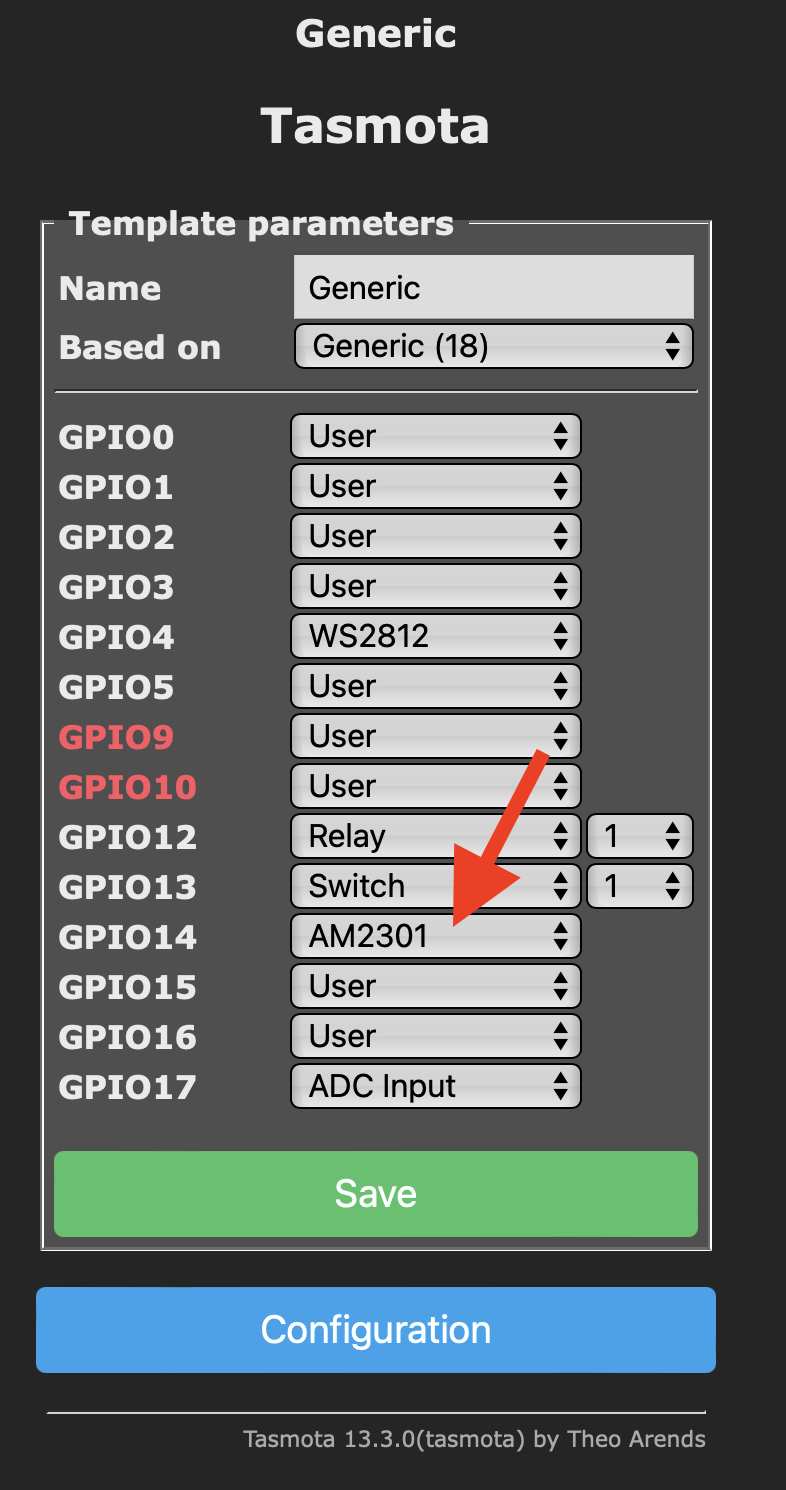 Generic
Tasmota
Template parameters
Name Generic
Based on Generic (18)
GPIO0 User
GPIO1 User
GPIO2 User
GPIO3 User
GPIO4 WS2812
GPIO5 User
GPIO9 User
GPIO10 User
GPIO12 Relay 1
GPIO13 Switch 1
GPIO14 AM2301
GPIO15 User
GPIO16 User
GPIO17 ADC Input
Save
Configuration
Tasmota 13.3.0(tasmota) by Theo Arends